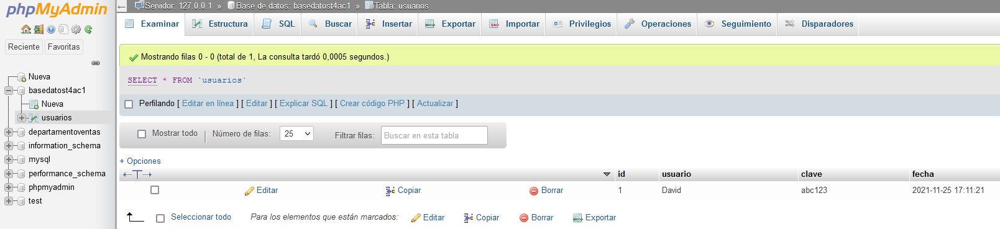 phpMyAdmin
Reciente Favoritas
Nueva
basedatost4ac1
Nueva
usuarios
departamentoventas
information_schema
mysql
performance_schema
phpmyadmin
test
Servidor: 127.0.0.1 » Base de datos: basedatost4ac1 » Tabla: usuarios
Examinar Estructura SQL Buscar Insertar Exportar Importar Privilegios Operaciones Seguimiento Disparadores
Mostrando filas 0 - 0 (total de 1, La consulta tardó 0,0005 segundos.)
SELECT * FROM `usuarios`
Perfilando [ Editar en línea ] [ Editar ] [ Explicar SQL ] [ Crear código PHP ] [ Actualizar ]
Mostrar todo Número de filas: 25 Filtrar filas: Buscar en esta tabla
+ Opciones
←T→ id usuario clave fecha
Editar Copiar Borrar 1 David abc123 2021-11-25 17:11:21
Seleccionar todo Para los elementos que están marcados: Editar Copiar Borrar Exportar